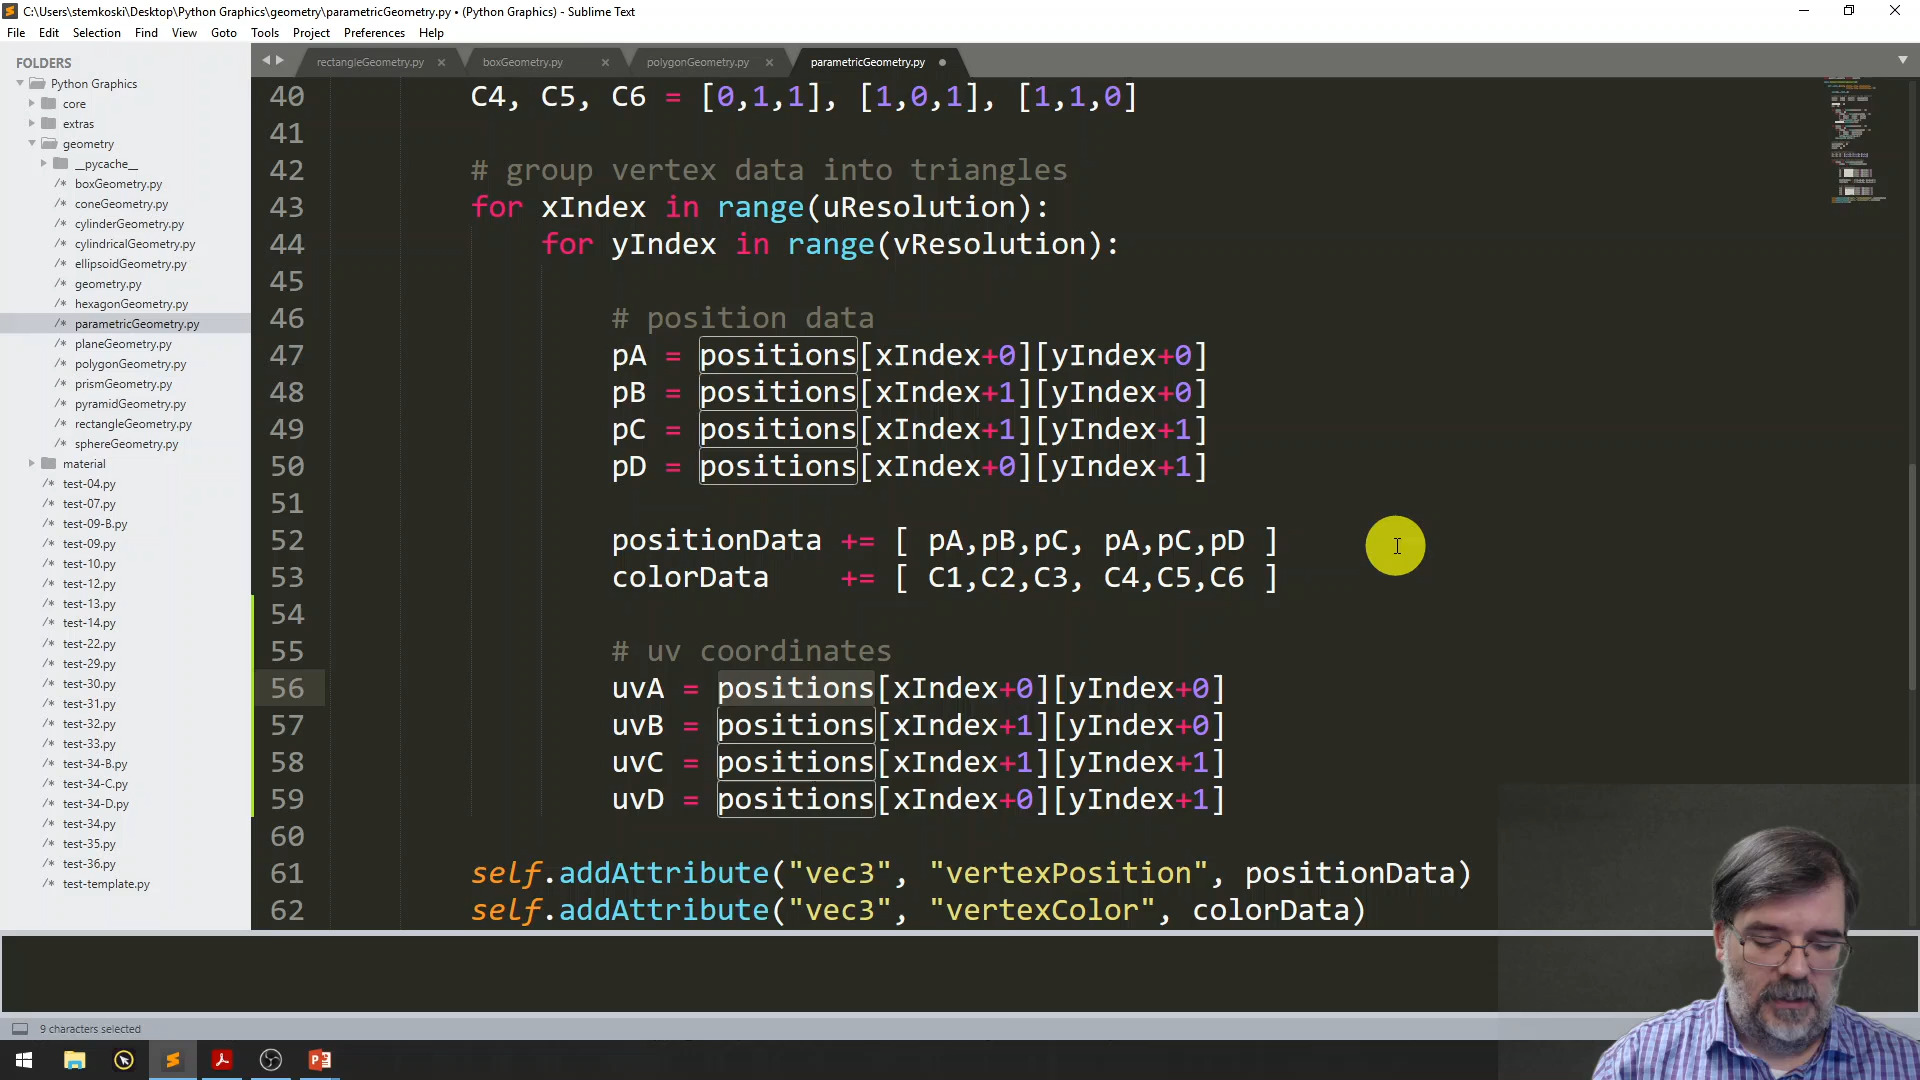 C:\Users\stemkoski\Desktop\Python Graphics\geometry\parametricGeometry.py • (Python Graphics) - Sublime Text
File Edit Selection Find View Goto Tools Project Preferences Help
FOLDERS
Python Graphics
core
extras
geometry
__pycache__
/* boxGeometry.py
/* coneGeometry.py
/* cylinderGeometry.py
/* cylindricalGeometry.py
/* ellipsoidGeometry.py
/* geometry.py
/* hexagonGeometry.py
/* parametricGeometry.py
/* planeGeometry.py
/* polygonGeometry.py
/* prismGeometry.py
/* pyramidGeometry.py
/* rectangleGeometry.py
/* sphereGeometry.py
material
/* test-04.py
/* test-07.py
/* test-09-B.py
/* test-09.py
/* test-10.py
/* test-12.py
/* test-13.py
/* test-14.py
/* test-22.py
/* test-29.py
/* test-30.py
/* test-31.py
/* test-32.py
/* test-33.py
/* test-34-B.py
/* test-34-C.py
/* test-34-D.py
/* test-34.py
/* test-35.py
/* test-36.py
/* test-template.py
rectangleGeometry.py × boxGeometry.py × polygonGeometry.py × parametricGeometry.py •
40 C4, C5, C6 = [0,1,1], [1,0,1], [1,1,0]
41
42 # group vertex data into triangles
43 for xIndex in range(uResolution):
44 for yIndex in range(vResolution):
45
46 # position data
47 pA = positions[xIndex+0][yIndex+0]
48 pB = positions[xIndex+1][yIndex+0]
49 pC = positions[xIndex+1][yIndex+1]
50 pD = positions[xIndex+0][yIndex+1]
51
52 positionData += [ pA,pB,pC, pA,pC,pD ]
53 colorData += [ C1,C2,C3, C4,C5,C6 ]
54
55 # uv coordinates
56 uvA = positions[xIndex+0][yIndex+0]
57 uvB = positions[xIndex+1][yIndex+0]
58 uvC = positions[xIndex+1][yIndex+1]
59 uvD = positions[xIndex+0][yIndex+1]
60
61 self.addAttribute("vec3", "vertexPosition", positionData)
62 self.addAttribute("vec3", "vertexColor", colorData)
9 characters selected